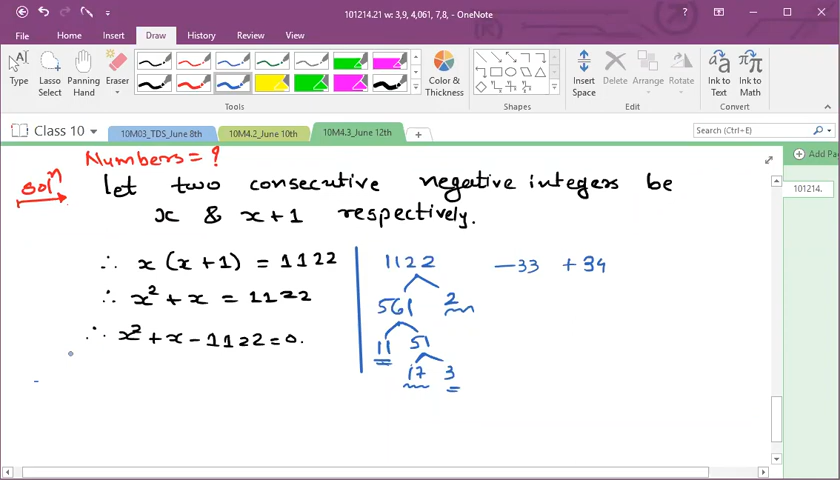 101214.21 w: 3,9, 4,061, 7,8, - OneNote
File Home Insert Draw History Review View
Type
Lasso Select
Panning Hand
Eraser
Color & Thickness
Insert Space
Delete
Arrange
Rotate
Ink to Text
Ink to Math
Tools
Shapes
Edit
Convert
Class 10
10M03_TDS_June 8th
10M4.2_June 10th
10M4.3_June 12th
Search (Ctrl+E)
Add Pa
101214.
Numbers = ?
Solⁿ
Let two consecutive negative integers be
x & x+1 respectively.
∴ x (x+1) = 1122
∴ x² + x = 1122
∴ x² + x - 1122 = 0.
1122
561 2
11 51
17 3
-33 +34